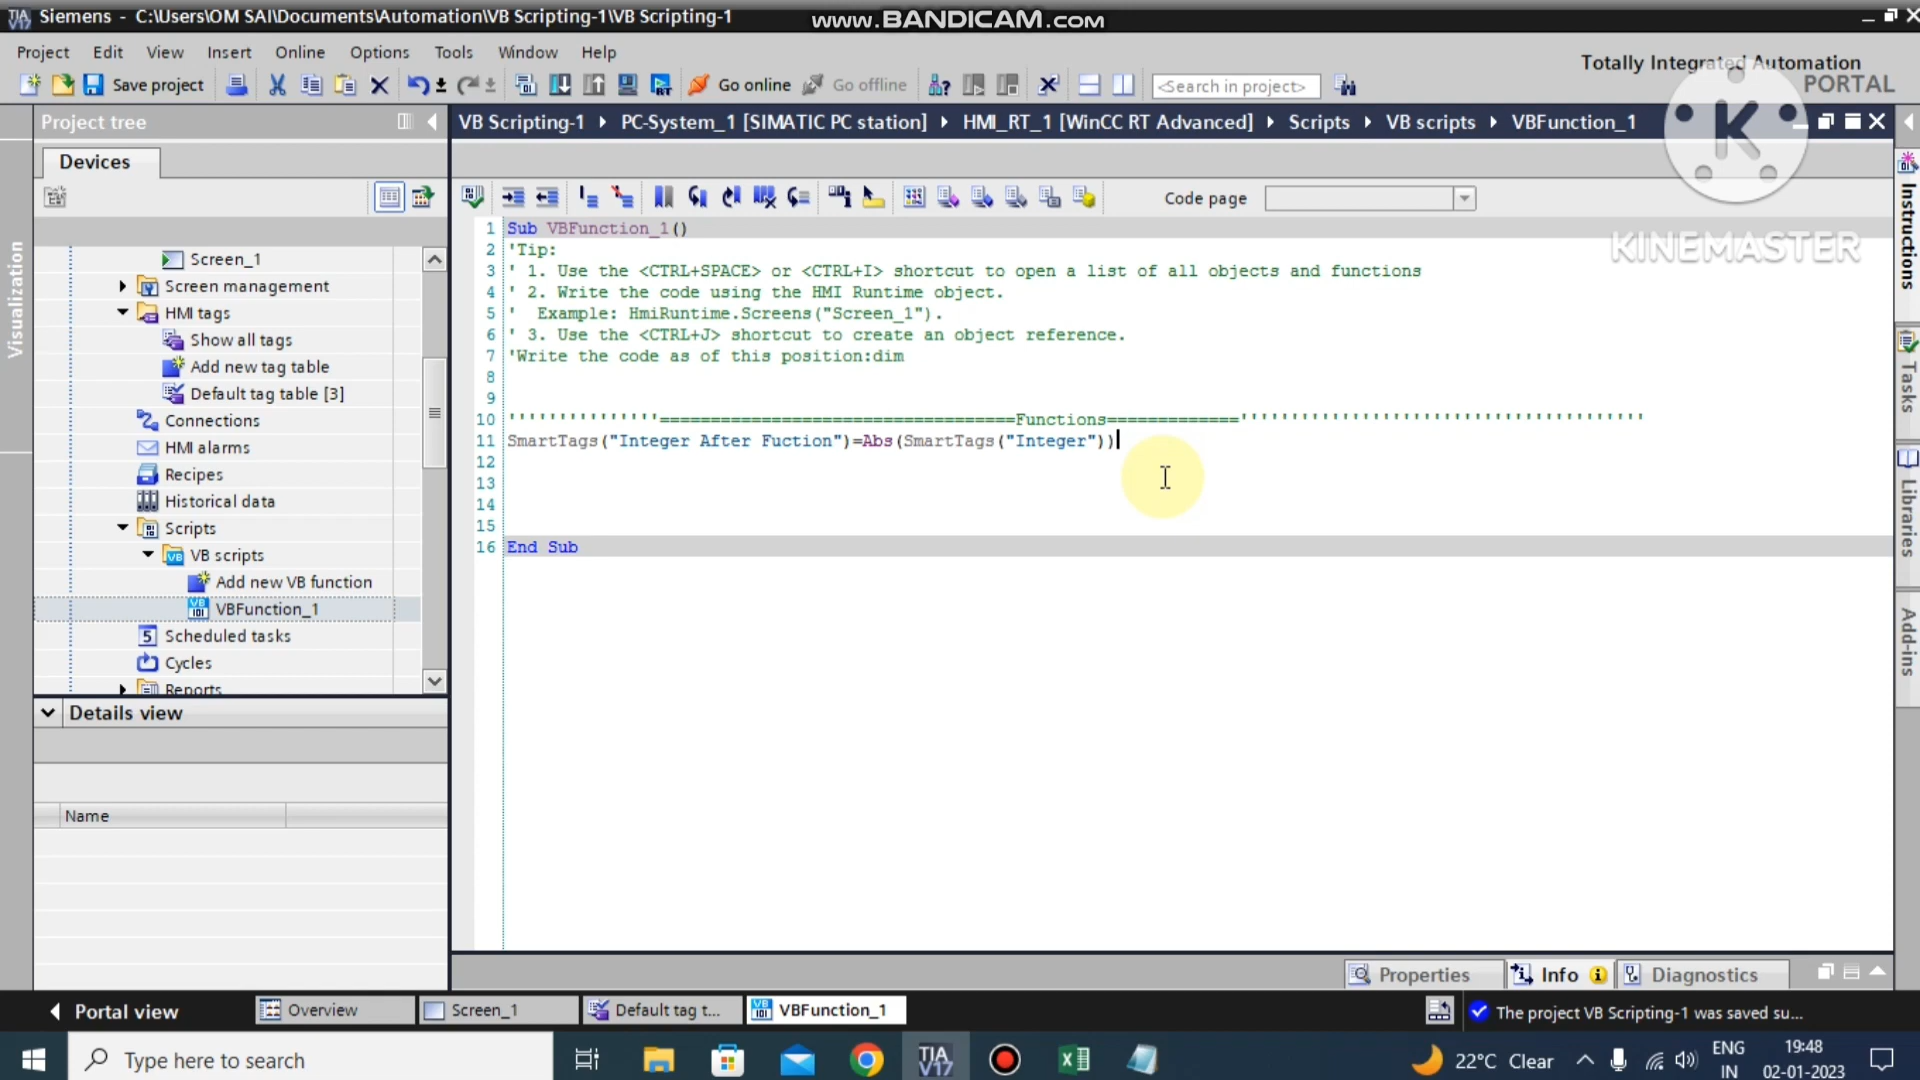 Siemens - C:\Users\OM SAI\Documents\Automation\VB Scripting-1\VB Scripting-1
www.BANDICAM.com
Project Edit View Insert Online Options Tools Window Help
Totally Integrated Automation
PORTAL
Save project
Go online
Go offline
<Search in project>
Project tree
VB Scripting-1 PC-System_1 [SIMATIC PC station] HMI_RT_1 [WinCC RT Advanced] Scripts VB scripts VBFunction_1
K
KINEMASTER
Devices
Code page
Visualization
Screen_1
Screen management
HMI tags
Show all tags
Add new tag table
Default tag table [3]
Connections
HMI alarms
Recipes
Historical data
Scripts
VB scripts
Add new VB function
VBFunction_1
Scheduled tasks
Cycles
Reports
Details view
Name
1 Sub VBFunction_1()
2 'Tip:
3 ' 1. Use the <CTRL+SPACE> or <CTRL+I> shortcut to open a list of all objects and functions
4 ' 2. Write the code using the HMI Runtime object.
5 '  Example: HmiRuntime.Screens("Screen_1").
6 ' 3. Use the <CTRL+J> shortcut to create an object reference.
7 'Write the code as of this position:dim
8
9
10 '''''''''''''''===================================Functions=============''''''''''''''''''''''''''''''''''''''''
11 SmartTags("Integer After Fuction")=Abs(SmartTags("Integer"))
12
13
14
15
16 End Sub
Instructions
Tasks
Libraries
Add-ins
Properties
Info
Diagnostics
Portal view
Overview
Screen_1
Default tag t...
VBFunction_1
The project VB Scripting-1 was saved su...
Type here to search
TIA
V17
22°C Clear
ENG
IN
19:48
02-01-2023